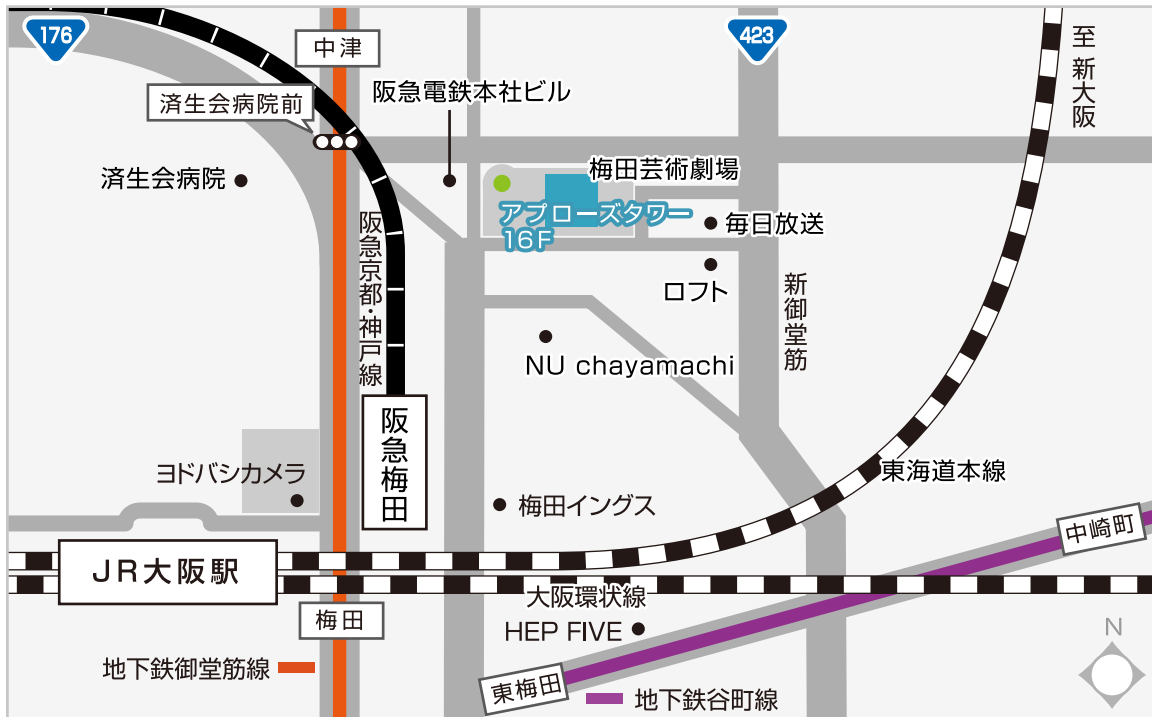 176
中津
423
至 新大阪
阪急電鉄本社ビル
済生会病院前
済生会病院
梅田芸術劇場
アプローズタワー
16F
毎日放送
ロフト
阪急京都・神戸線
新御堂筋
NU chayamachi
阪急梅田
ヨドバシカメラ
梅田イングス
東海道本線
中崎町
JR大阪駅
大阪環状線
梅田
HEP FIVE
N
地下鉄御堂筋線
東梅田
地下鉄谷町線